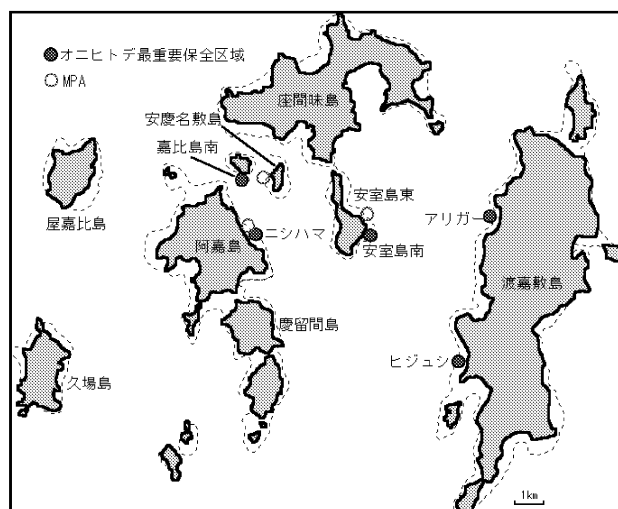 オニヒトデ最重要保全区域
MPA
座間味島
安慶名敷島
嘉比島南
屋嘉比島
安室島東
アリガー
ニシハマ
阿嘉島
安室島南
渡嘉敷島
慶留間島
ヒジュシ
久場島
1km